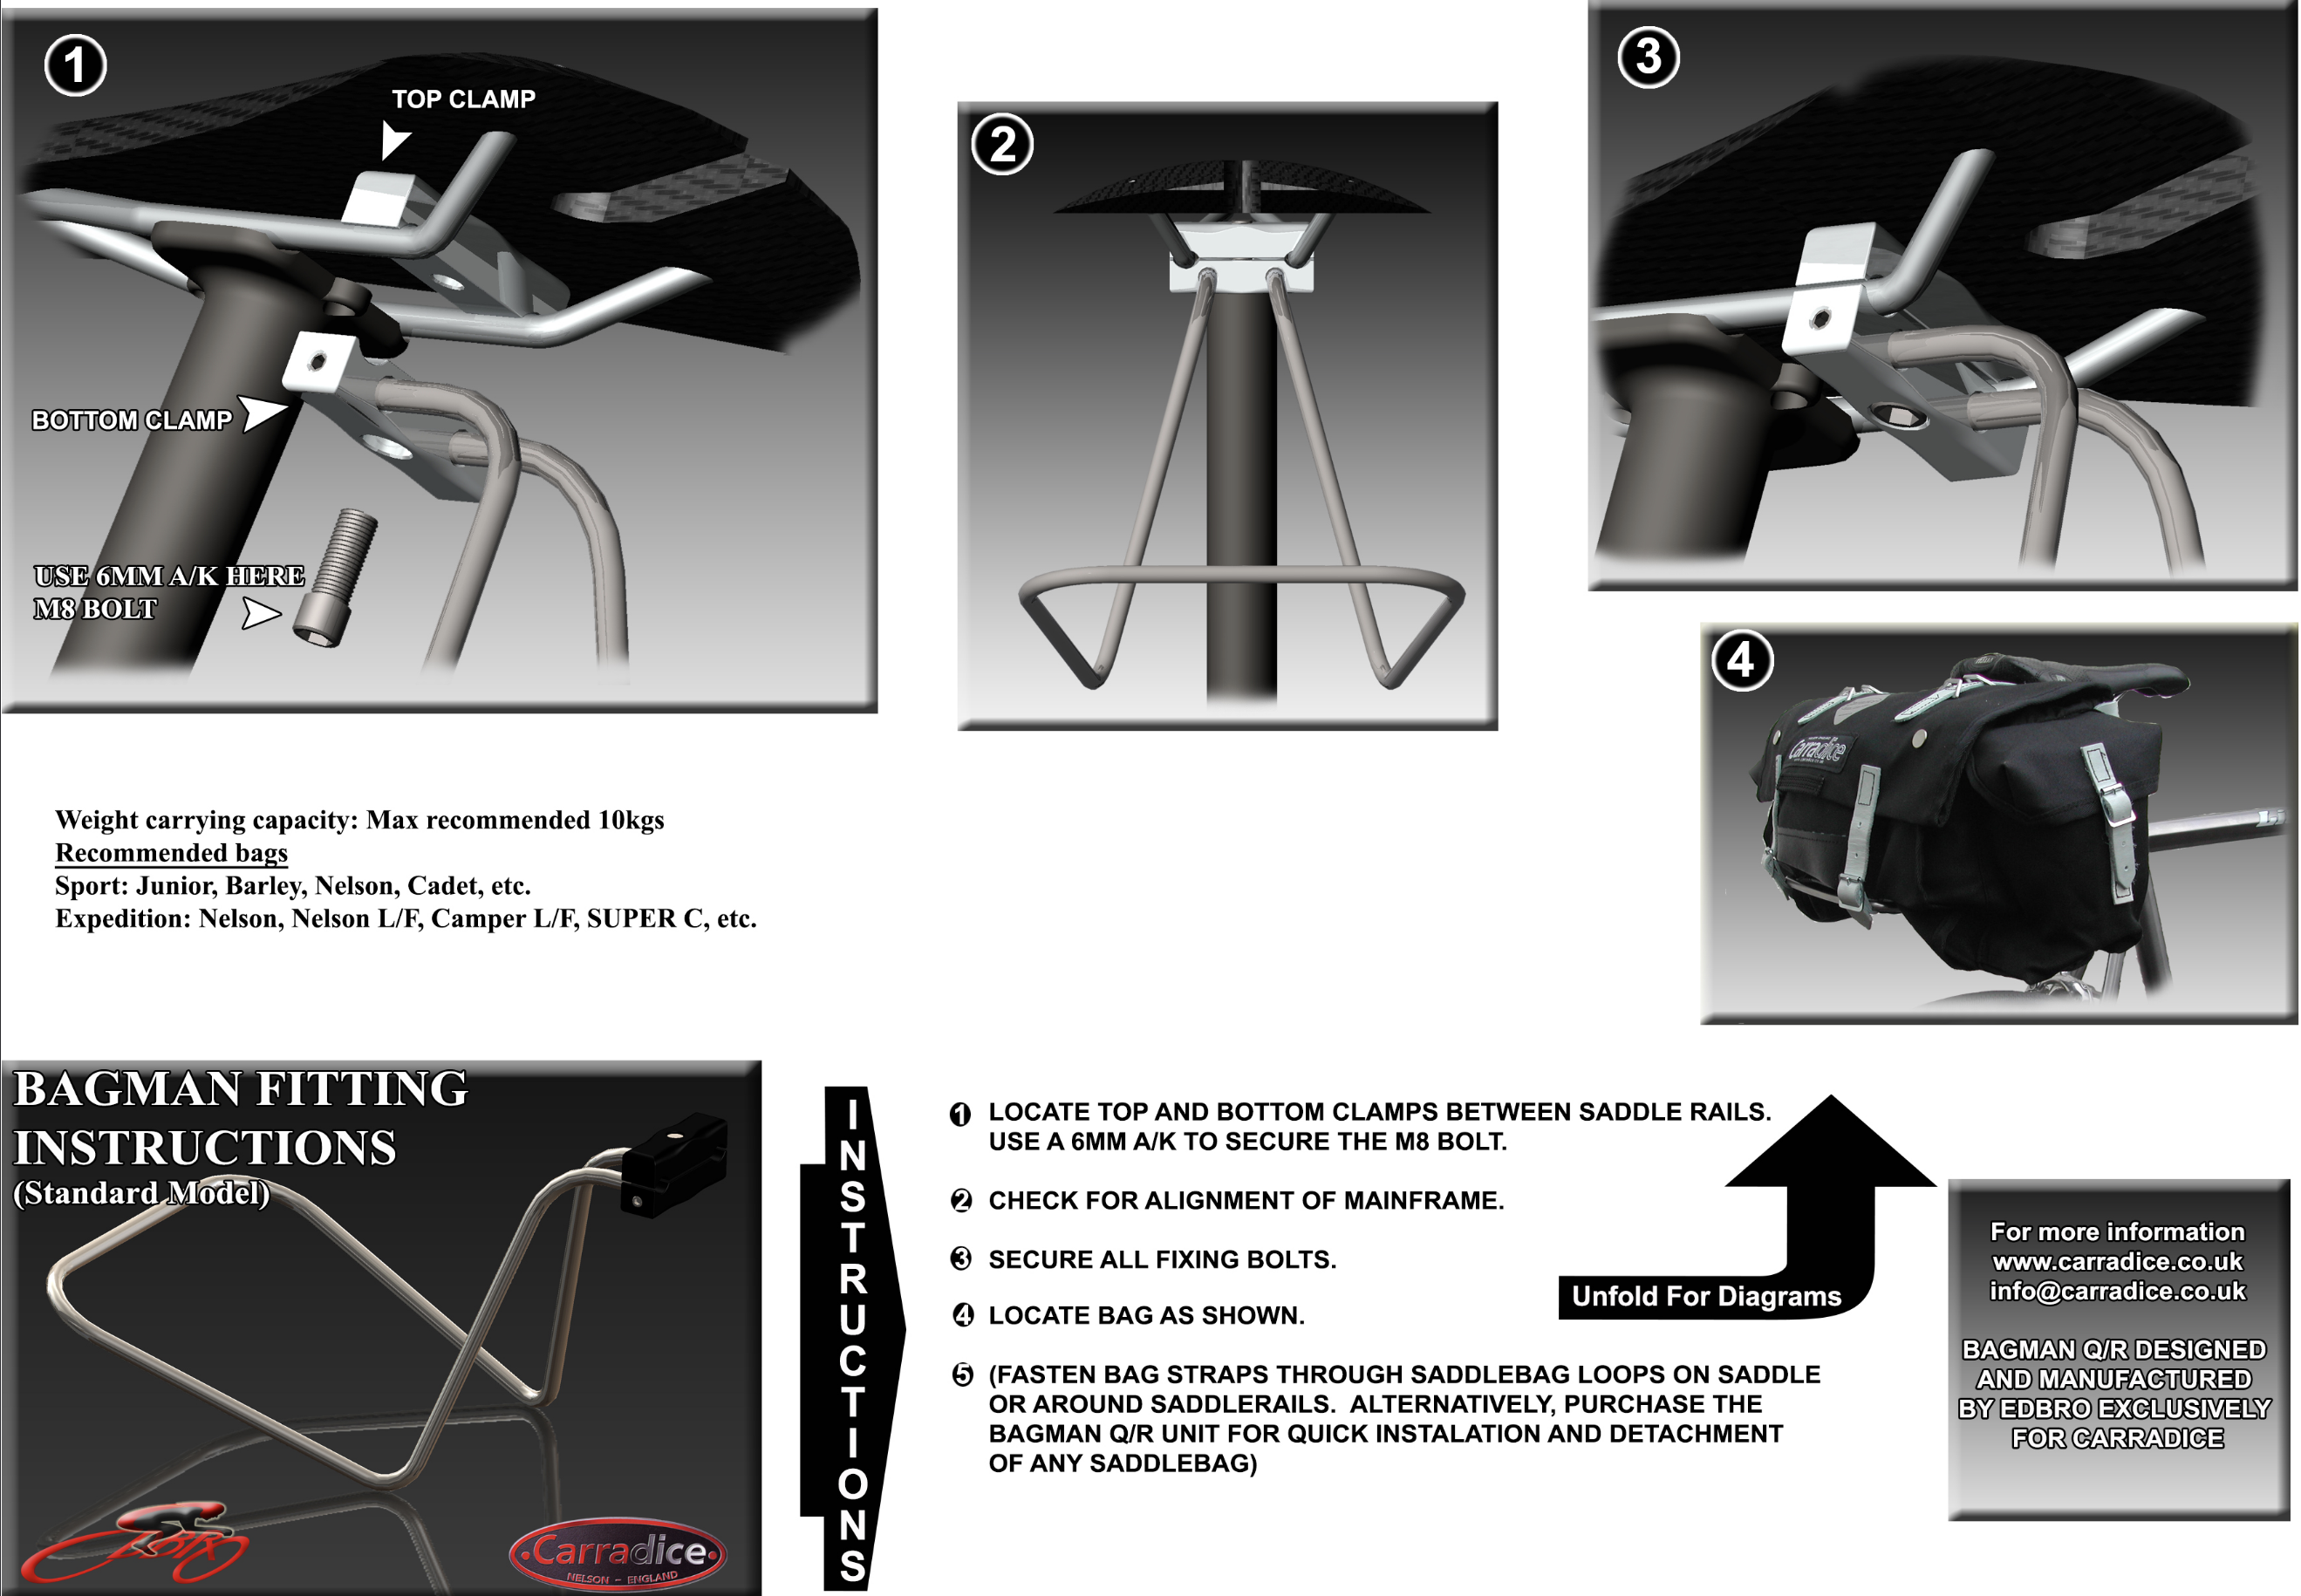 1
TOP CLAMP
BOTTOM CLAMP
USE 6MM A/K HERE
M8 BOLT
2
3
4
Carradice
Weight carrying capacity: Max recommended 10kgs
Recommended bags
Sport: Junior, Barley, Nelson, Cadet, etc.
Expedition: Nelson, Nelson L/F, Camper L/F, SUPER C, etc.
BAGMAN FITTING
INSTRUCTIONS
(Standard Model)
Carradice
NELSON - ENGLAND
INSTRUCTIONS
1 LOCATE TOP AND BOTTOM CLAMPS BETWEEN SADDLE RAILS.
USE A 6MM A/K TO SECURE THE M8 BOLT.
2 CHECK FOR ALIGNMENT OF MAINFRAME.
3 SECURE ALL FIXING BOLTS.
4 LOCATE BAG AS SHOWN.
5 (FASTEN BAG STRAPS THROUGH SADDLEBAG LOOPS ON SADDLE
OR AROUND SADDLERAILS. ALTERNATIVELY, PURCHASE THE
BAGMAN Q/R UNIT FOR QUICK INSTALATION AND DETACHMENT
OF ANY SADDLEBAG)
Unfold For Diagrams
For more information
www.carradice.co.uk
info@carradice.co.uk
BAGMAN Q/R DESIGNED
AND MANUFACTURED
BY EDBRO EXCLUSIVELY
FOR CARRADICE